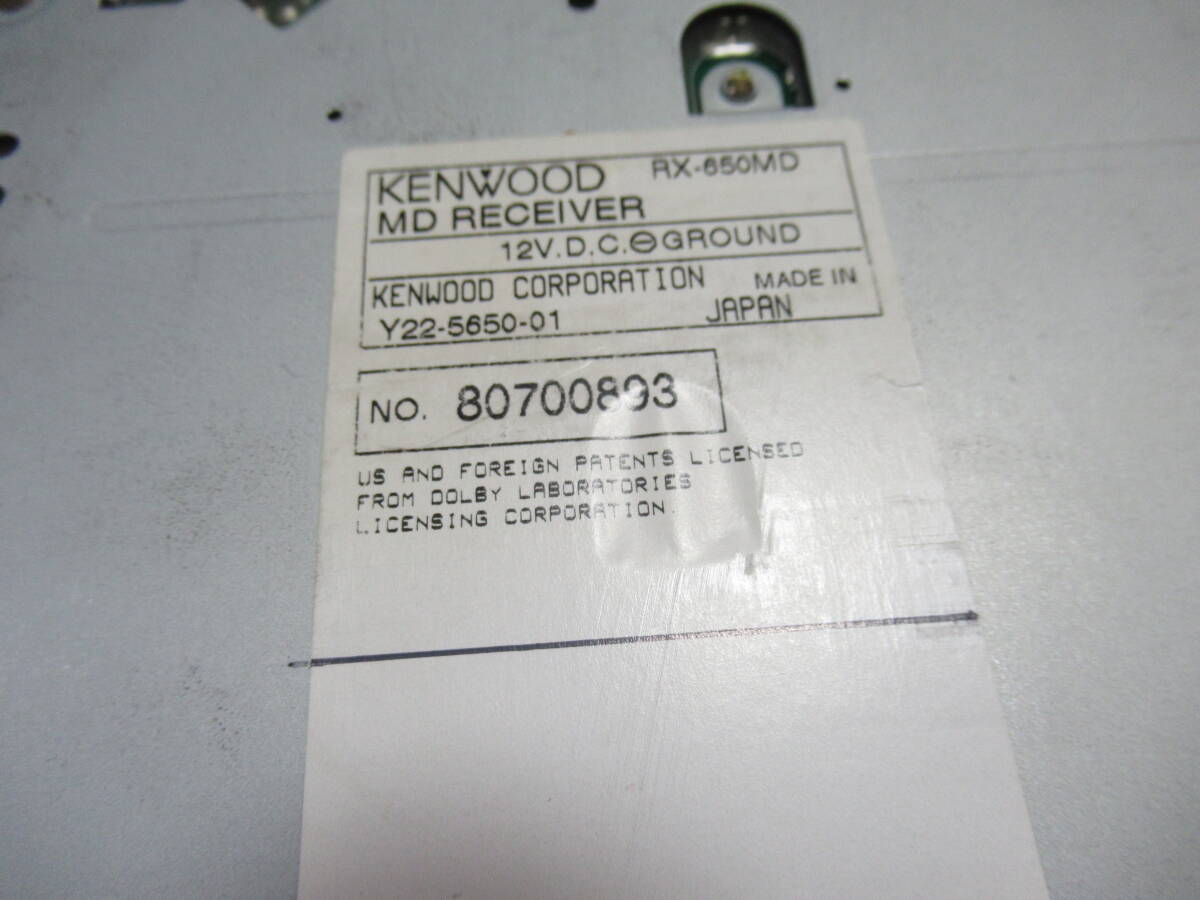 KENWOOD RX-650MD
MD RECEIVER
12V.D.C.⊖GROUND
KENWOOD CORPORATION MADE IN
Y22-5650-01 JAPAN
NO. 80700893
US AND FOREIGN PATENTS LICENSED
FROM DOLBY LABORATORIES
LICENSING CORPORATION.